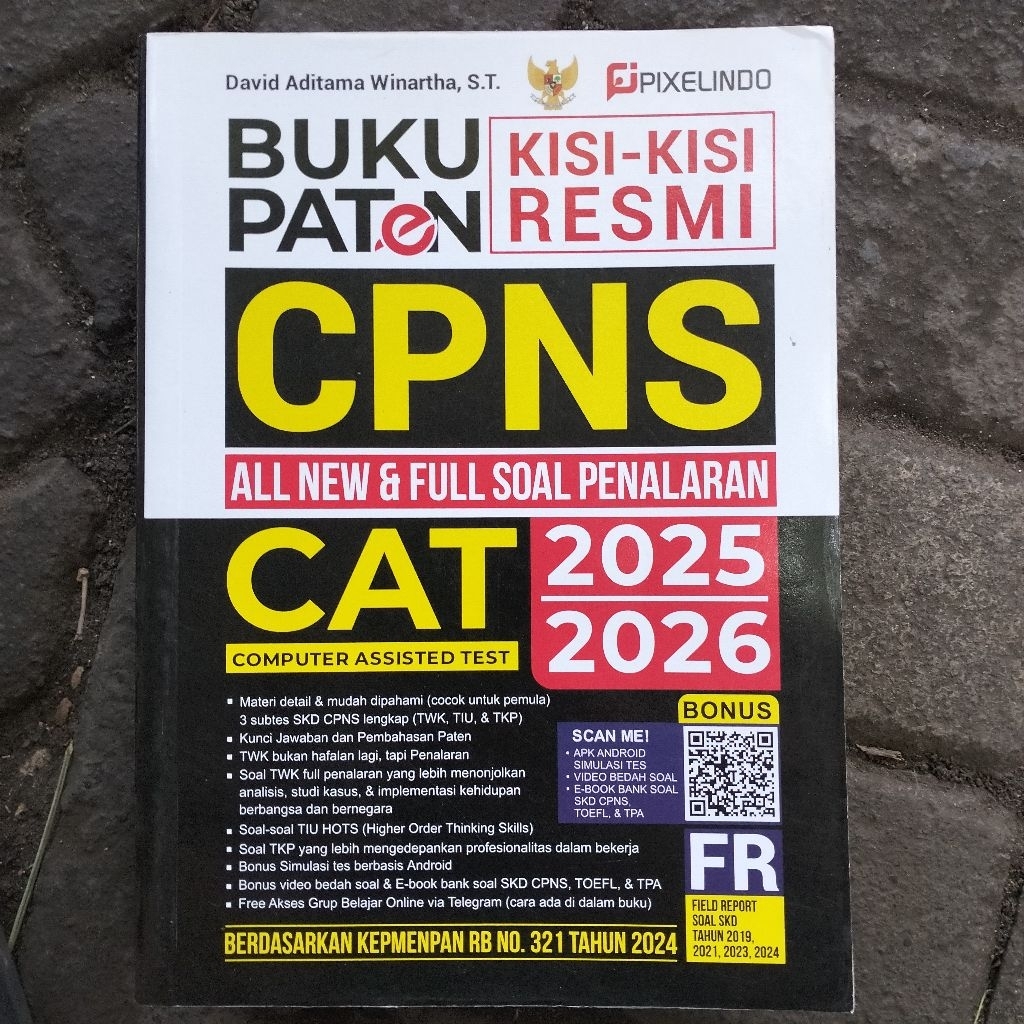 David Aditama Winartha, S.T.
PIXELINDO
BUKU
PATeN
KISI-KISI
RESMI
CPNS
ALL NEW & FULL SOAL PENALARAN
CAT
COMPUTER ASSISTED TEST
2025
2026
▪ Materi detail & mudah dipahami (cocok untuk pemula)
3 subtes SKD CPNS lengkap (TWK, TIU, & TKP)
▪ Kunci Jawaban dan Pembahasan Paten
▪ TWK bukan hafalan lagi, tapi Penalaran
▪ Soal TWK full penalaran yang lebih menonjolkan
analisis, studi kasus, & implementasi kehidupan
berbangsa dan bernegara
▪ Soal-soal TIU HOTS (Higher Order Thinking Skills)
▪ Soal TKP yang lebih mengedepankan profesionalitas dalam bekerja
▪ Bonus Simulasi tes berbasis Android
▪ Bonus video bedah soal & E-book bank soal SKD CPNS, TOEFL, & TPA
▪ Free Akses Grup Belajar Online via Telegram (cara ada di dalam buku)
BONUS
SCAN ME!
• APK ANDROID
SIMULASI TES
• VIDEO BEDAH SOAL
• E-BOOK BANK SOAL
SKD CPNS,
TOEFL, & TPA
FR
FIELD REPORT
SOAL SKD
TAHUN 2019,
2021, 2023, 2024
BERDASARKAN KEPMENPAN RB NO. 321 TAHUN 2024